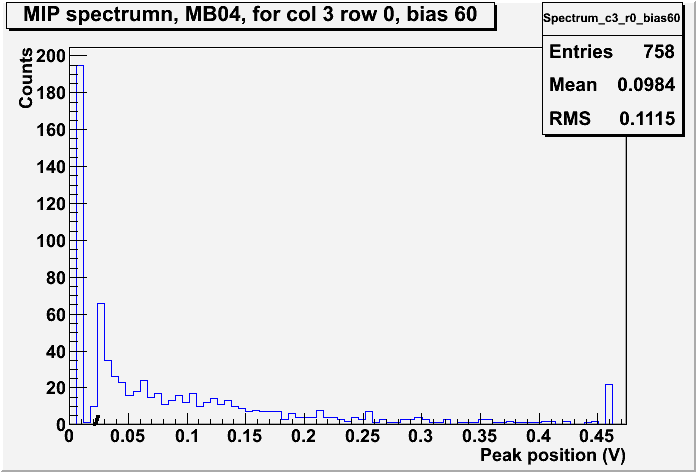 MIP spectrumn, MB04, for col 3 row 0, bias 60
Spectrum_c3_r0_bias60
Entries 758
Mean 0.0984
RMS 0.1115
Counts
200
180
160
140
120
100
80
60
40
20
0
0 0.05 0.1 0.15 0.2 0.25 0.3 0.35 0.4 0.45
Peak position (V)